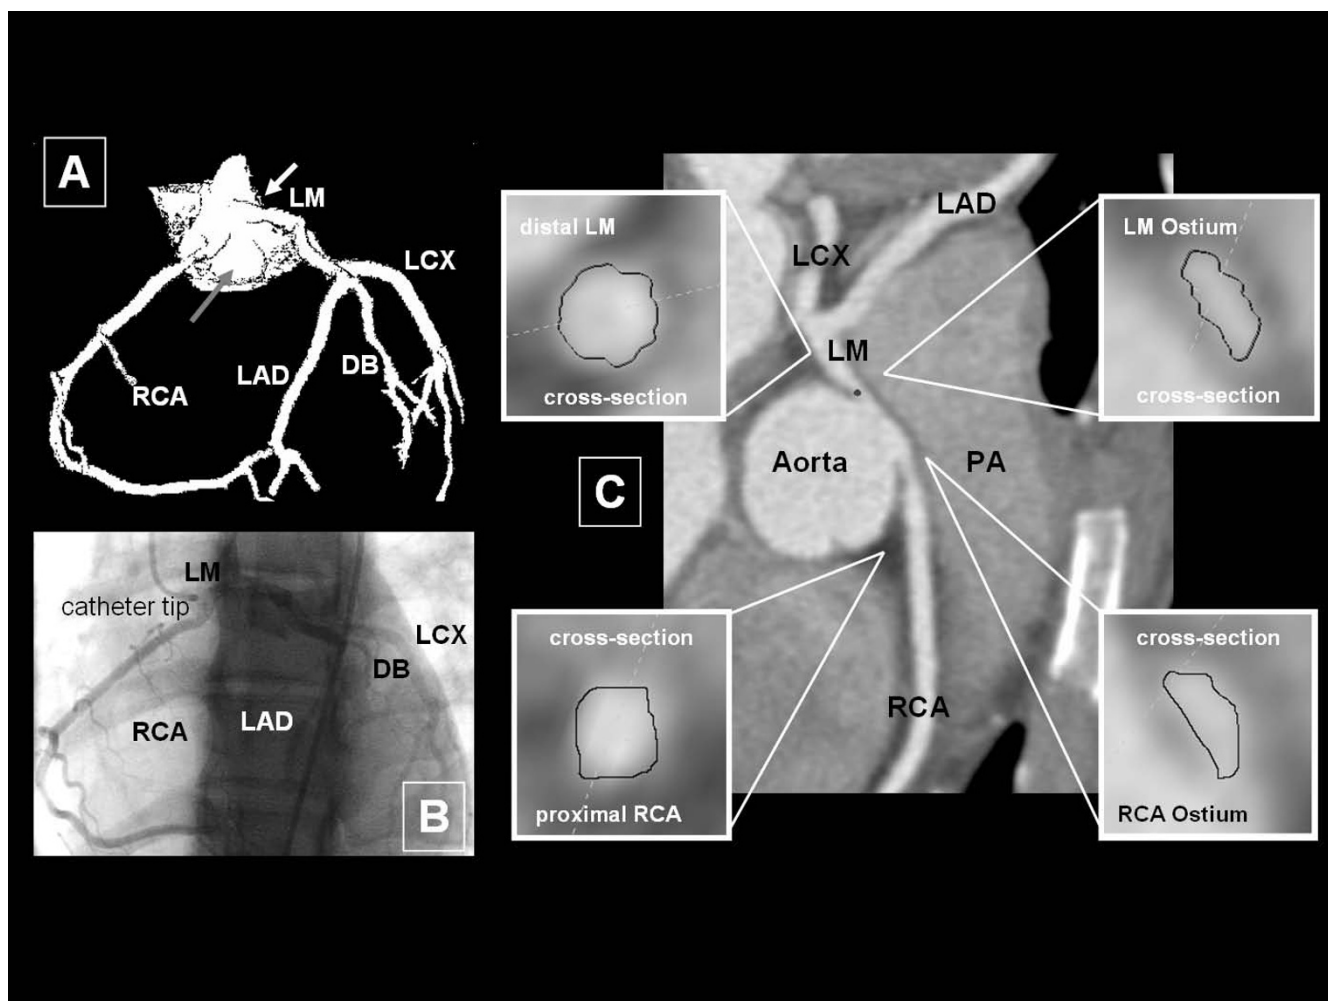 A
LM
LCX
RCA
LAD
DB
LM
catheter tip
LCX
DB
RCA
LAD
B
C
distal LM
cross-section
LAD
LCX
LM
LM Ostium
cross-section
Aorta
PA
cross-section
proximal RCA
RCA
cross-section
RCA Ostium